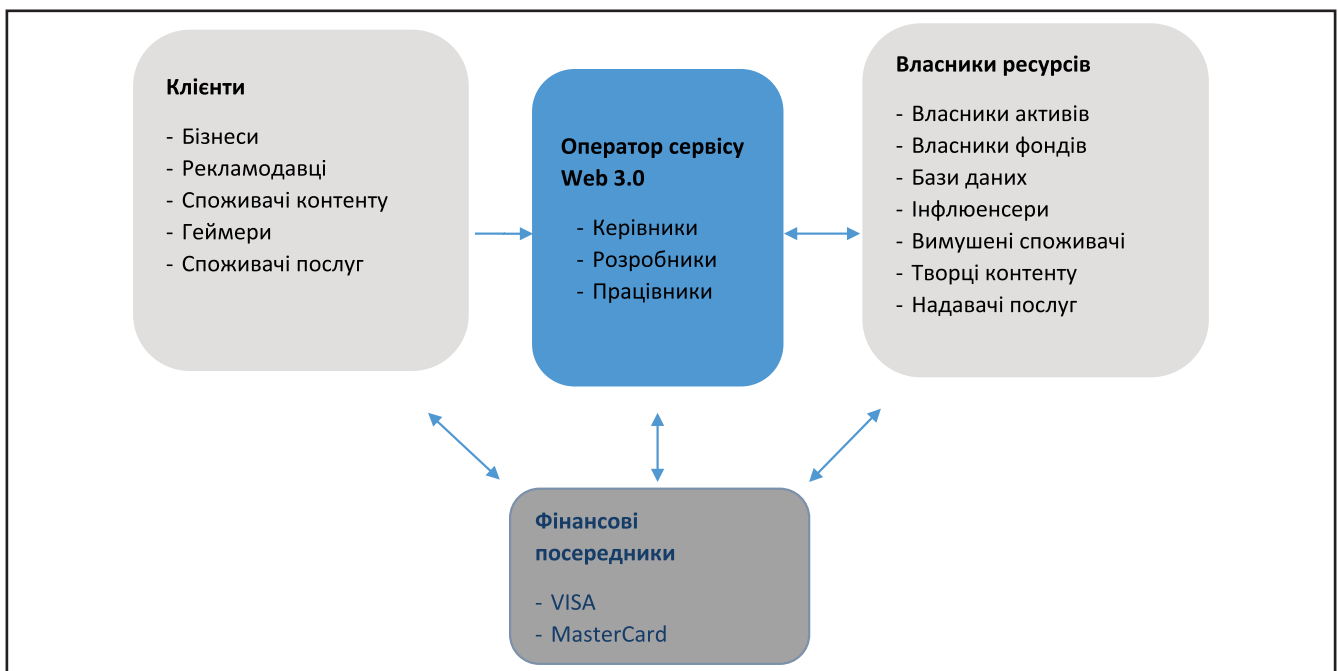 Клієнти
- Бізнеси
- Рекламодавці
- Споживачі контенту
- Геймери
- Споживачі послуг
Оператор сервісу
Web 3.0
- Керівники
- Розробники
- Працівники
Власники ресурсів
- Власники активів
- Власники фондів
- Бази даних
- Інфлюенсери
- Вимушені споживачі
- Творці контенту
- Надавачі послуг
Фінансові
посередники
- VISA
- MasterCard